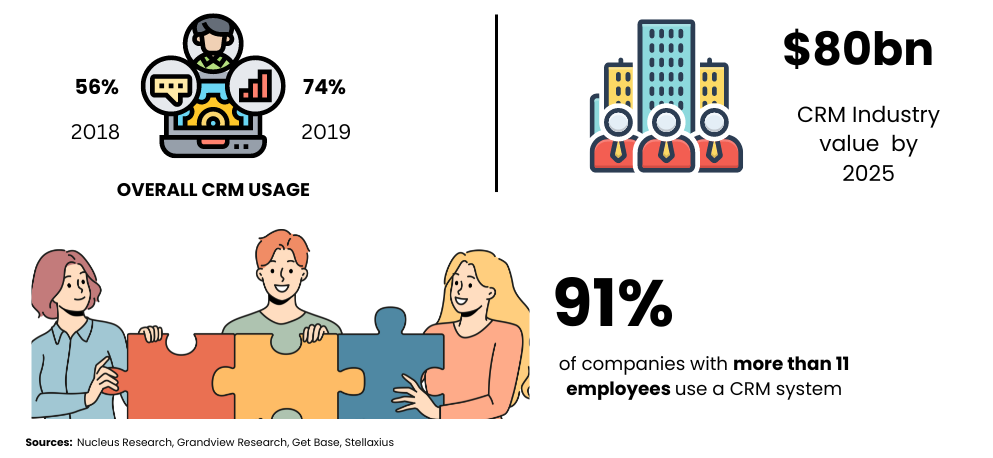 56%
2018
74%
2019
OVERALL CRM USAGE
$80bn
CRM Industry
value by
2025
91%
of companies with more than 11
employees use a CRM system
Sources: Nucleus Research, Grandview Research, Get Base, Stellaxius